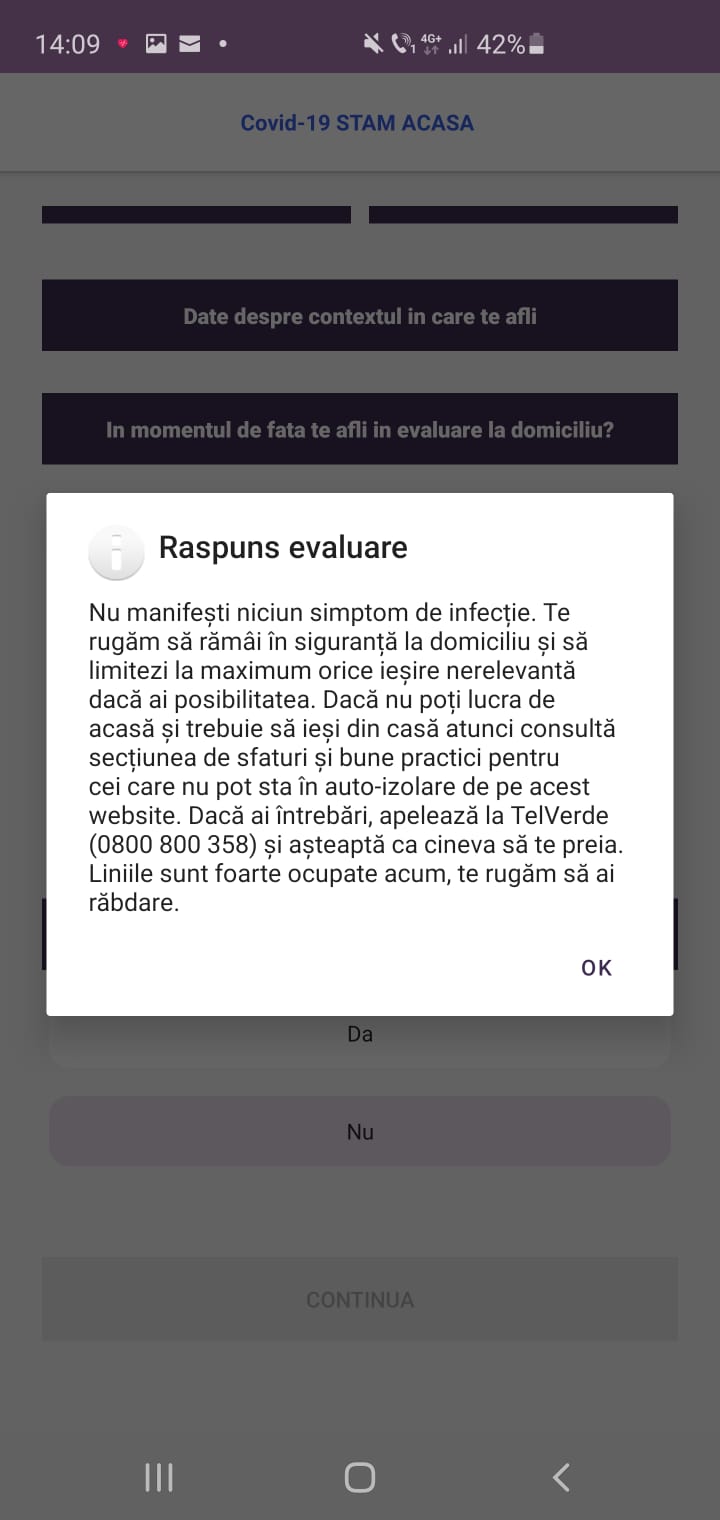 14:09
1 4G+ 42%
Covid-19 STAM ACASA
Date despre contextul in care te afli
In momentul de fata te afli in evaluare la domiciliu?
Raspuns evaluare
Nu manifești niciun simptom de infecție. Te
rugăm să rămâi în siguranță la domiciliu și să
limitezi la maximum orice ieșire nerelevantă
dacă ai posibilitatea. Dacă nu poți lucra de
acasă și trebuie să ieși din casă atunci consultă
secțiunea de sfaturi și bune practici pentru
cei care nu pot sta în auto-izolare de pe acest
website. Dacă ai întrebări, apelează la TelVerde
(0800 800 358) și așteaptă ca cineva să te preia.
Liniile sunt foarte ocupate acum, te rugăm să ai
răbdare.
OK
Da
Nu
CONTINUA